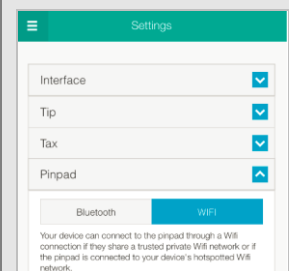 Settings
Interface
Tip
Tax
Pinpad
Bluetooth WIFI
Your device can connect to the pinpad through a Wifi
connection if they share a trusted private Wifi network or if
the pinpad is connected to your device's hotspotted Wifi
network.